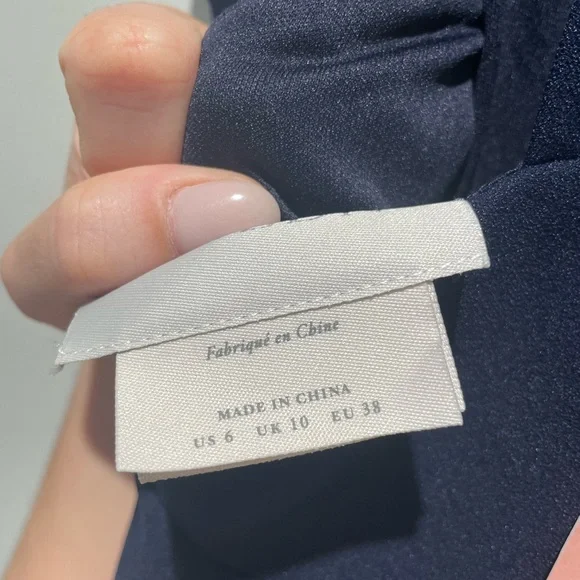 Fabriqué en Chine
MADE IN CHINA
US 6 UK 10 EU 38